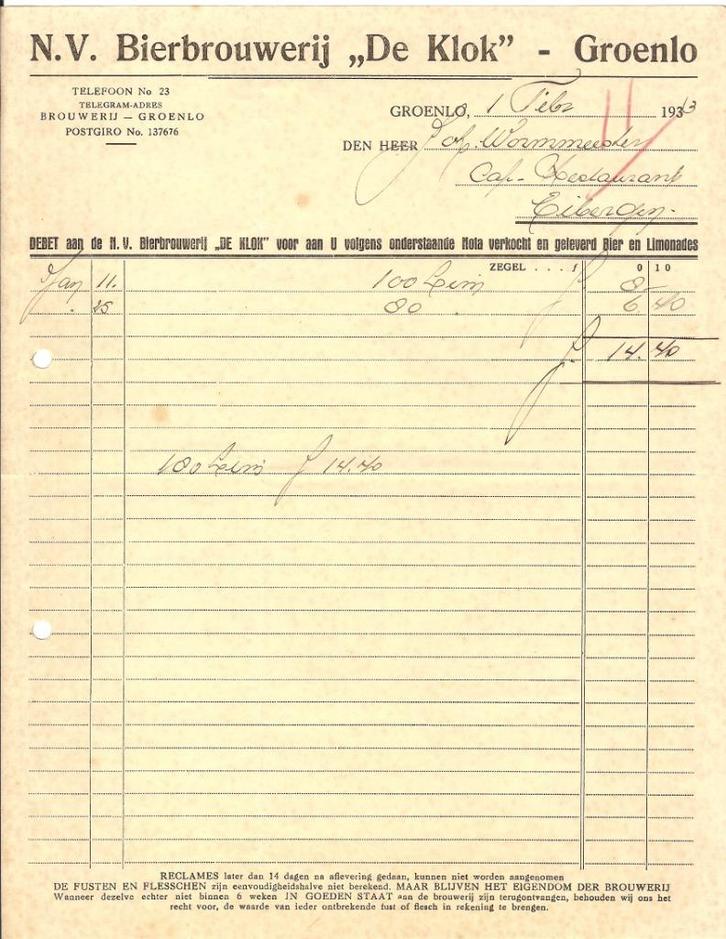 N.V. Bierbrouwerij „De Klok” - Groenlo
TELEFOON No 23
TELEGRAM-ADRES
BROUWERIJ — GROENLO
POSTGIRO No. 137676
GROENLO, 1 Febr 1933
DEN HEER Joh. Wormmeester
Caf- Restaurant
Eibergen.
DEBET aan de N. V. Bierbrouwerij „DE KLOK” voor aan U volgens onderstaande Nota verkocht en geleverd Bier en Limonades
ZEGEL . . . f 0 10
Jan 11. 100 f 8 -
. 25 80 . 6 40
f 14.40
180 f 14.40
RECLAMES later dan 14 dagen na aflevering gedaan, kunnen niet worden aangenomen
DE FUSTEN EN FLESSCHEN zijn eenvoudigheidshalve niet berekend. MAAR BLIJVEN HET EIGENDOM DER BROUWERIJ
Wanneer dezelve echter niet binnen 6 weken IN GOEDEN STAAT aan de brouwerij zijn terugontvangen, behouden wij ons het
recht voor, de waarde van ieder ontbrekende fust of flesch in rekening te brengen.